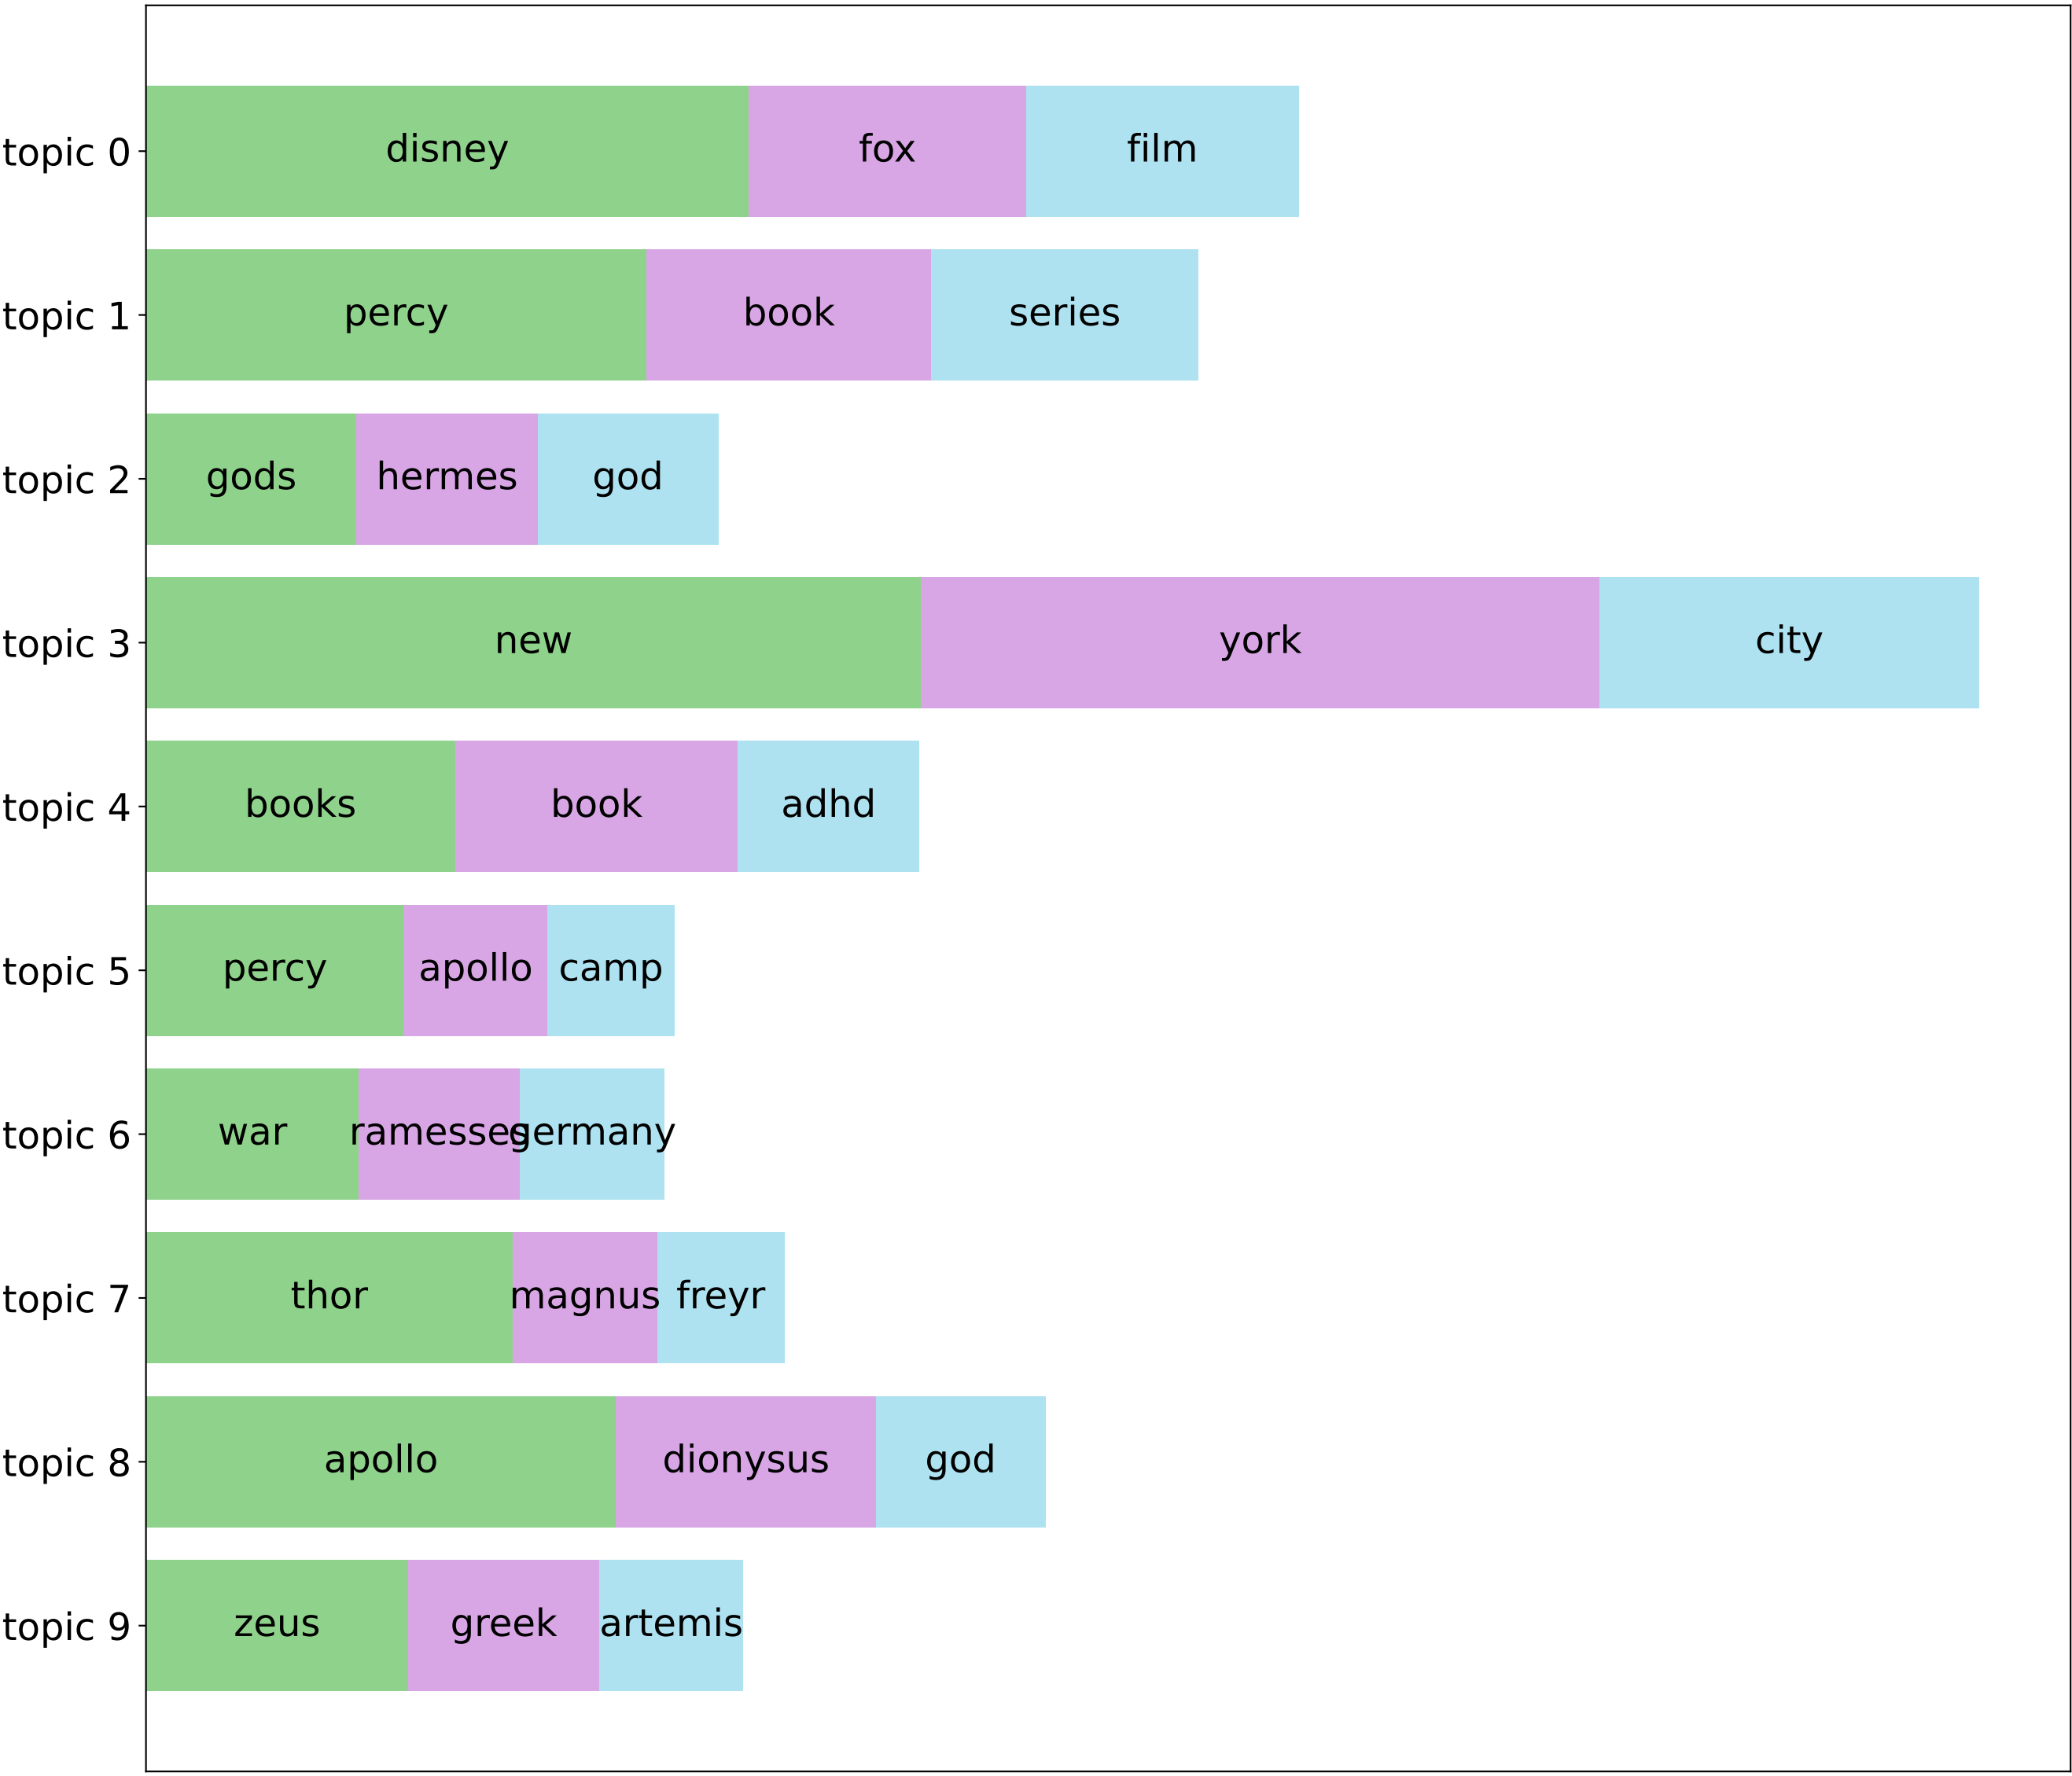 topic 0 disney fox film
topic 1 percy book series
topic 2 gods hermes god
topic 3 new york city
topic 4 books book adhd
topic 5 percy apollo camp
topic 6 war ramesses germany
topic 7 thor magnus freyr
topic 8 apollo dionysus god
topic 9 zeus greek artemis